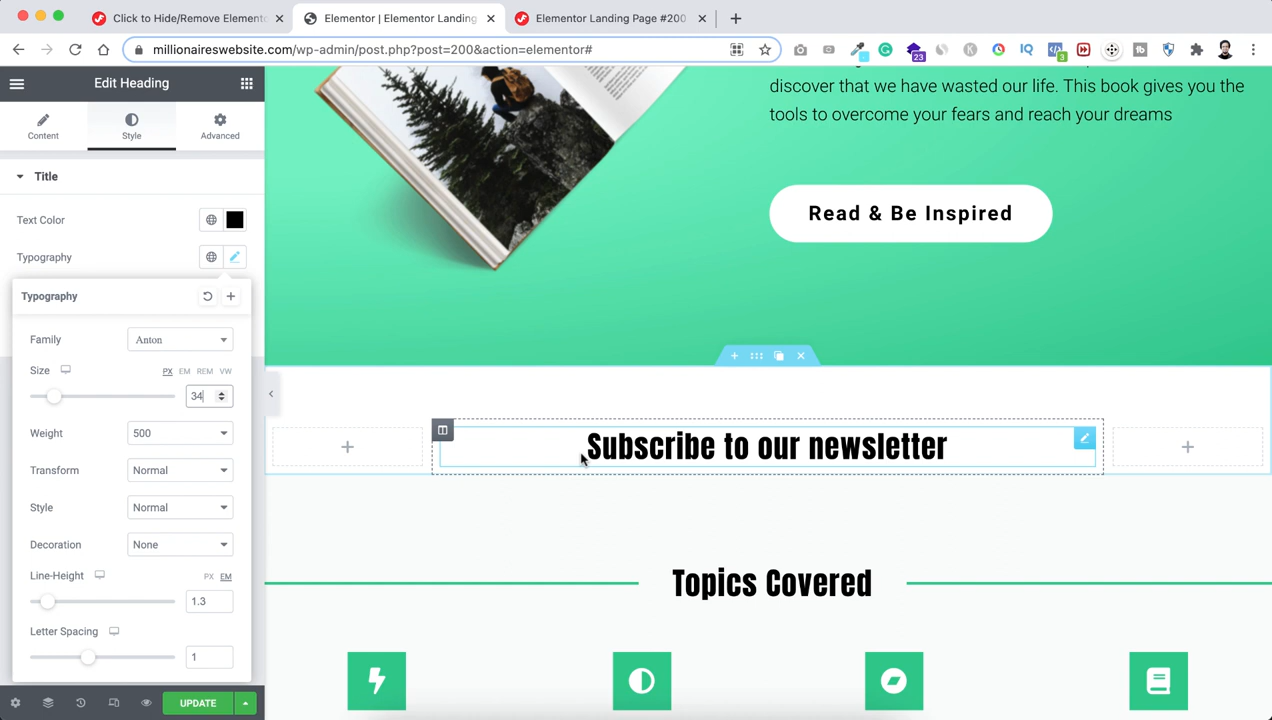 Click to Hide/Remove Elemento
Elementor | Elementor Landing
Elementor Landing Page #200
millionaireswebsite.com/wp-admin/post.php?post=200&action=elementor#
23
IQ
3
Edit Heading
Content
Style
Advanced
Title
Text Color
Typography
Typography
Family
Anton
Size
PX EM REM VW
34
Weight
500
Transform
Normal
Style
Normal
Decoration
None
Line-Height
PX EM
1.3
Letter Spacing
1
UPDATE
discover that we have wasted our life. This book gives you the
tools to overcome your fears and reach your dreams
Read & Be Inspired
Subscribe to our newsletter
Topics Covered